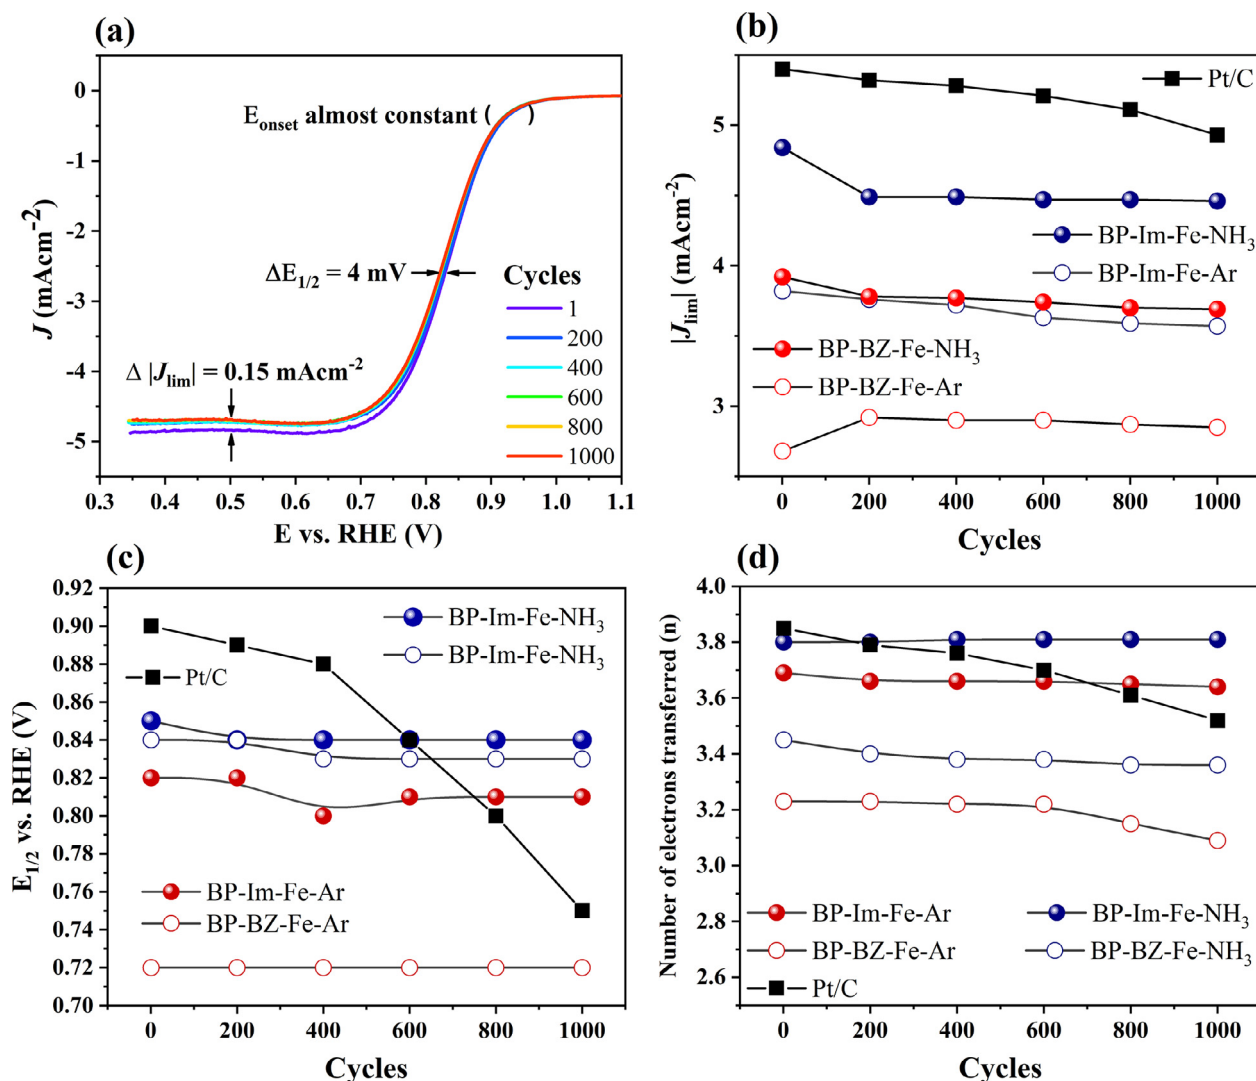 (a)
0
-1
-2
-3
-4
-5
J (mAcm⁻²)
E_onset almost constant ( )
ΔE_1/2 = 4 mV
Δ |J_lim| = 0.15 mAcm⁻²
Cycles
1
200
400
600
800
1000
0.3 0.4 0.5 0.6 0.7 0.8 0.9 1.0 1.1
E vs. RHE (V)
(b)
5
4
3
|J_lim| (mAcm⁻²)
Pt/C
BP-Im-Fe-NH₃
BP-Im-Fe-Ar
BP-BZ-Fe-NH₃
BP-BZ-Fe-Ar
0 200 400 600 800 1000
Cycles
(c)
0.92
0.90
0.88
0.86
0.84
0.82
0.80
0.78
0.76
0.74
0.72
0.70
E_1/2 vs. RHE (V)
BP-Im-Fe-NH₃
BP-Im-Fe-NH₃
Pt/C
BP-Im-Fe-Ar
BP-BZ-Fe-Ar
0 200 400 600 800 1000
Cycles
(d)
4.0
3.8
3.6
3.4
3.2
3.0
2.8
2.6
Number of electrons transferred (n)
BP-Im-Fe-Ar
BP-Im-Fe-NH₃
BP-BZ-Fe-Ar
BP-BZ-Fe-NH₃
Pt/C
0 200 400 600 800 1000
Cycles